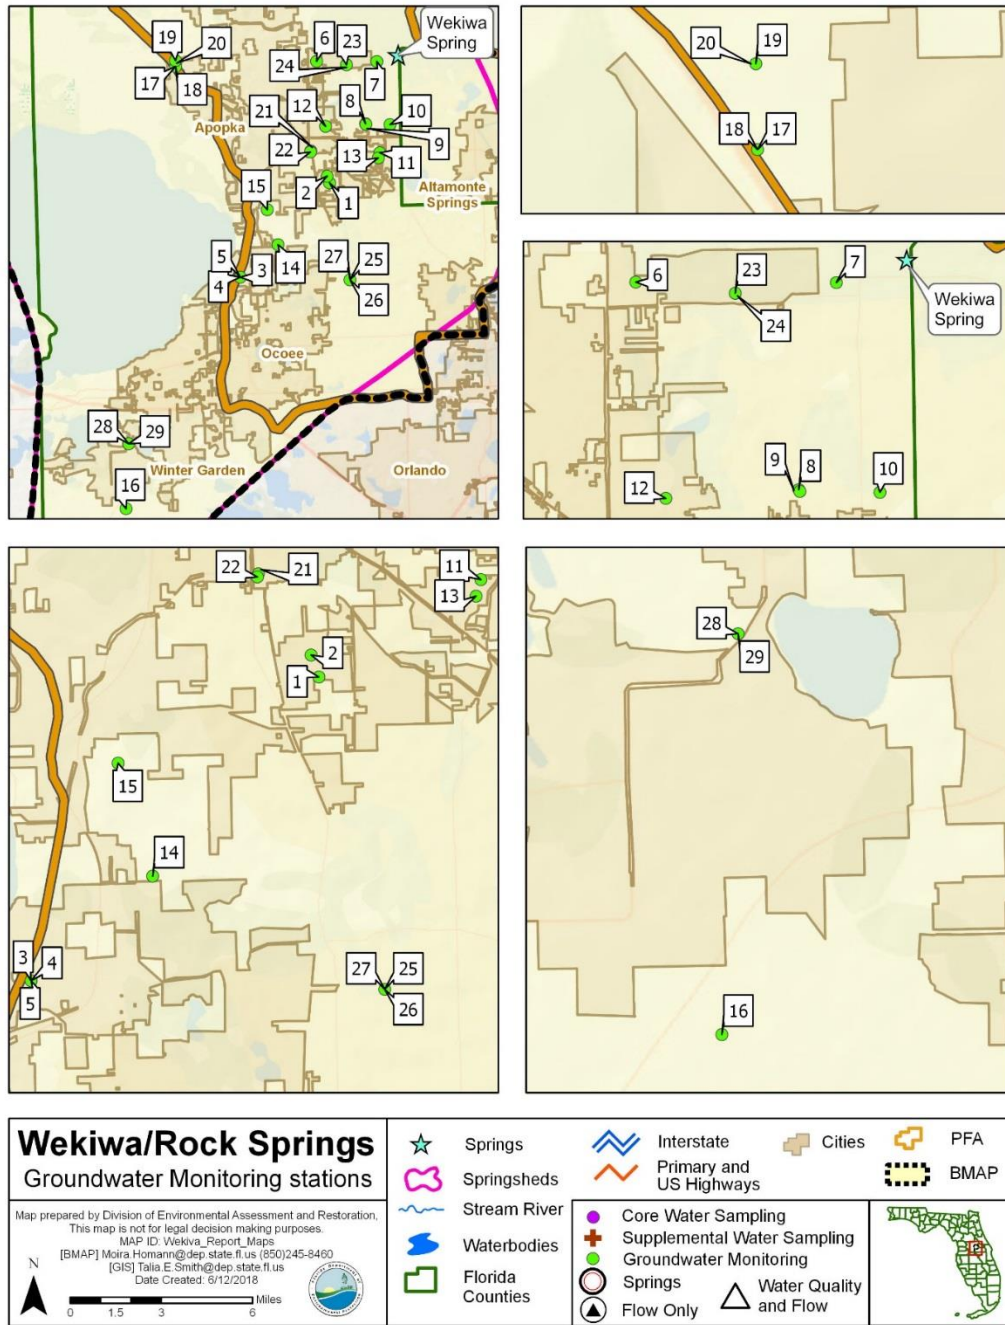 19
20
17
18
6
23
24
7
Wekiwa
Spring
Apopka
21
12
8
10
9
22
13
11
2
1
Altamonte
Springs
15
5
4
3
14
27
25
26
Ocoee
28
29
Winter Garden
Orlando
16
20
19
18
17
6
23
24
7
Wekiwa
Spring
9
8
10
12
22
21
11
13
2
1
15
14
3
4
5
27
25
26
28
29
16
Wekiwa/Rock Springs
Groundwater Monitoring stations
Map prepared by Division of Environmental Assessment and Restoration,
This map is not for legal decision making purposes.
MAP ID: Wekiva_Report_Maps
[BMAP] Moira.Homann@dep.state.fl.us (850)245-8460
[GIS] Talia.E.Smith@dep.state.fl.us
Date Created: 6/12/2018
N
Miles
0 1.5 3 6
Springs
Springsheds
Stream River
Waterbodies
Florida
Counties
Interstate
Primary and
US Highways
Cities
PFA
BMAP
Core Water Sampling
Supplemental Water Sampling
Groundwater Monitoring
Springs
Flow Only
Water Quality
and Flow